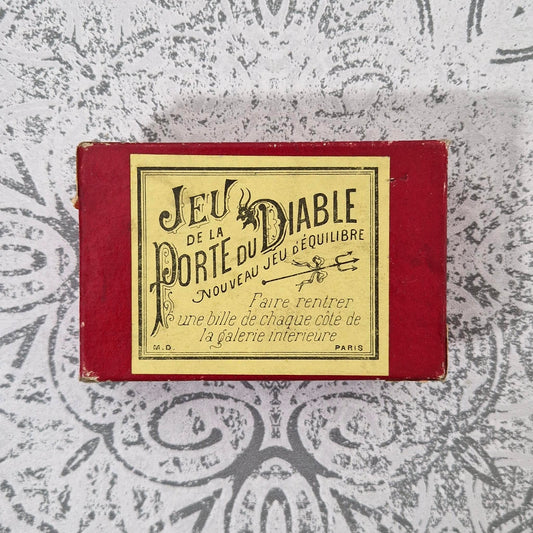 JEU
DE LA
PORTE DU DIABLE
NOUVEAU JEU D'ÉQUILIBRE
Faire rentrer
une bille de chaque côté de
la galerie intérieure
M.D. PARIS